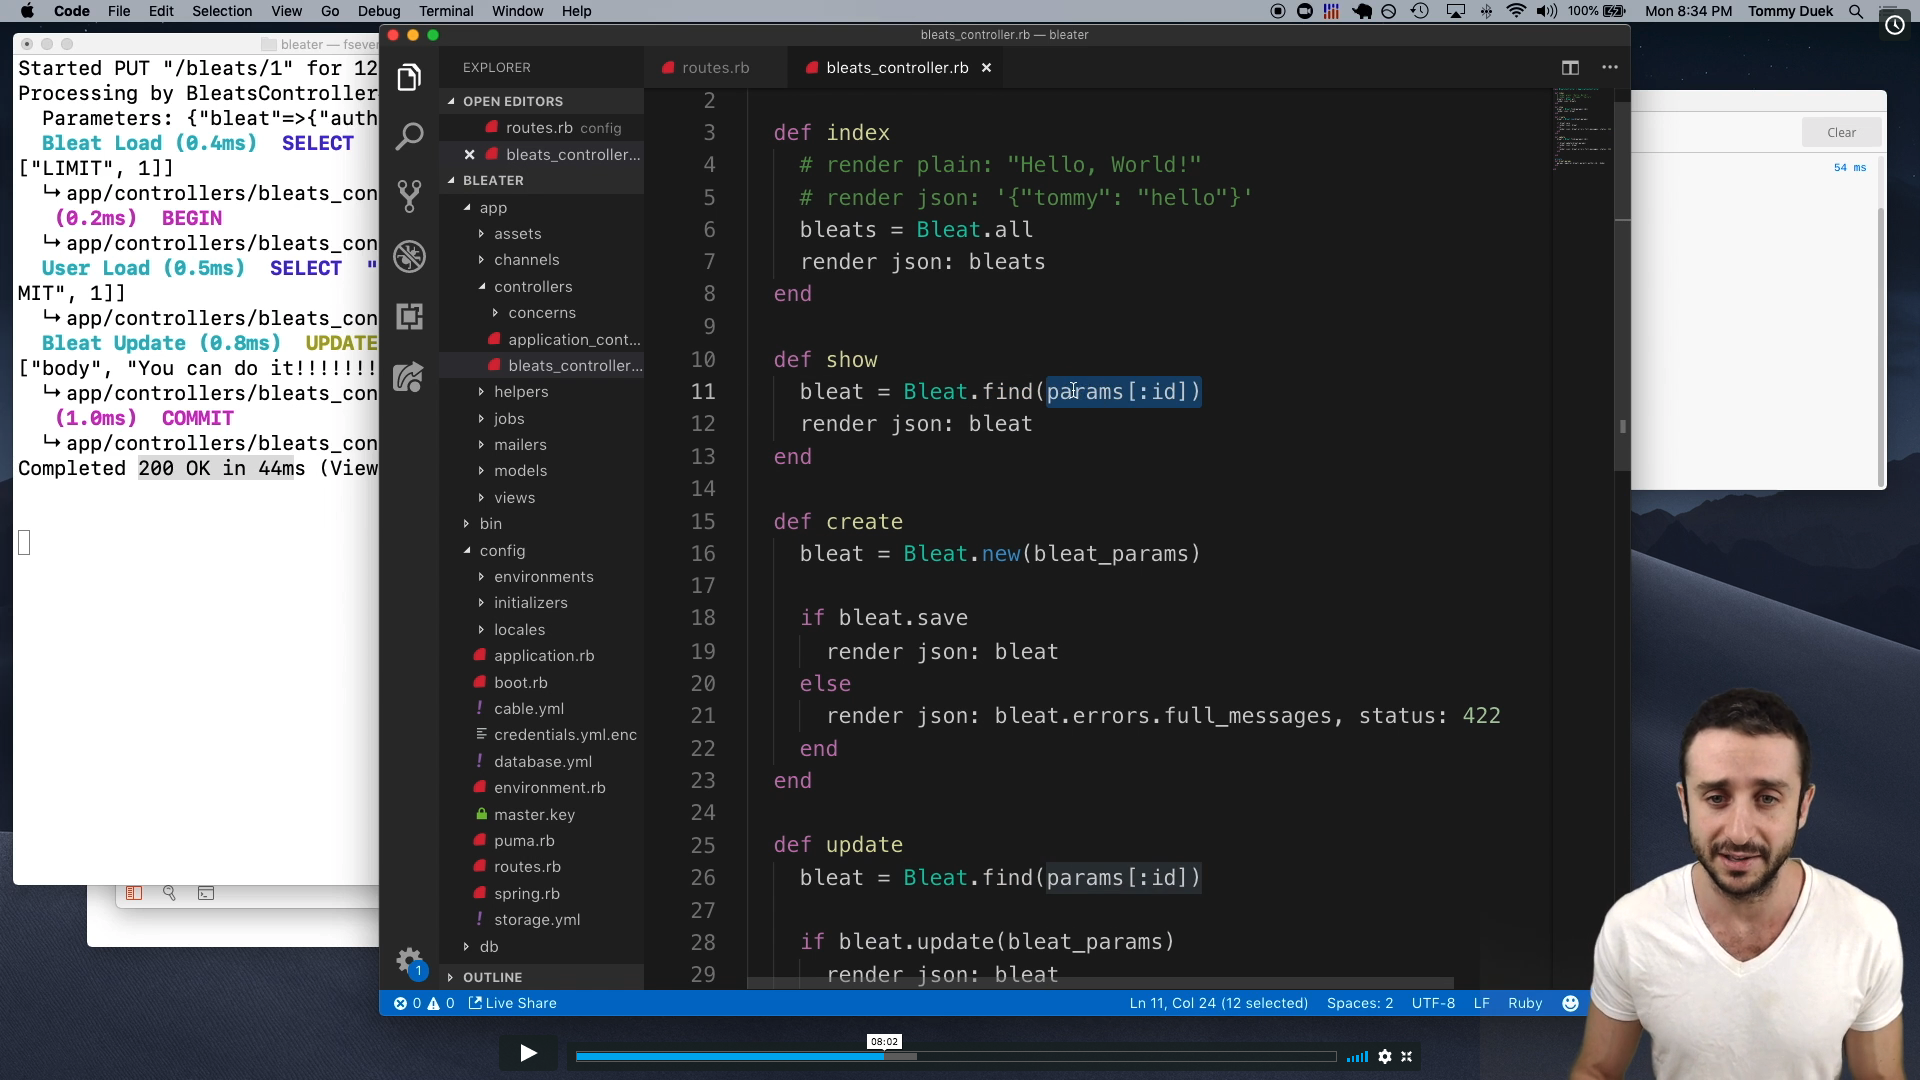 Code File Edit Selection View Go Debug Terminal Window Help
100% Mon 8:34 PM Tommy Duek
bleater — fsever
Started PUT "/bleats/1" for 12
Processing by BleatsController
Parameters: {"bleat"=>{"auth
Bleat Load (0.4ms) SELECT
["LIMIT", 1]]
↳ app/controllers/bleats_con
(0.2ms) BEGIN
↳ app/controllers/bleats_con
User Load (0.5ms) SELECT "
MIT", 1]]
↳ app/controllers/bleats_con
Bleat Update (0.8ms) UPDATE
["body", "You can do it!!!!!!!
↳ app/controllers/bleats_con
(1.0ms) COMMIT
↳ app/controllers/bleats_con
Completed 200 OK in 44ms (View
bleats_controller.rb — bleater
EXPLORER
OPEN EDITORS
routes.rb config
bleats_controller...
BLEATER
app
assets
channels
controllers
concerns
application_cont...
bleats_controller...
helpers
jobs
mailers
models
views
bin
config
environments
initializers
locales
application.rb
boot.rb
cable.yml
credentials.yml.enc
database.yml
environment.rb
master.key
puma.rb
routes.rb
spring.rb
storage.yml
db
OUTLINE
1
routes.rb
bleats_controller.rb
2
3 def index
4 # render plain: "Hello, World!"
5 # render json: '{"tommy": "hello"}'
6 bleats = Bleat.all
7 render json: bleats
8 end
9
10 def show
11 bleat = Bleat.find(params[:id])
12 render json: bleat
13 end
14
15 def create
16 bleat = Bleat.new(bleat_params)
17
18 if bleat.save
19 render json: bleat
20 else
21 render json: bleat.errors.full_messages, status: 422
22 end
23 end
24
25 def update
26 bleat = Bleat.find(params[:id])
27
28 if bleat.update(bleat_params)
29 render json: bleat
Clear
54 ms
0 0 Live Share
Ln 11, Col 24 (12 selected) Spaces: 2 UTF-8 LF Ruby
08:02